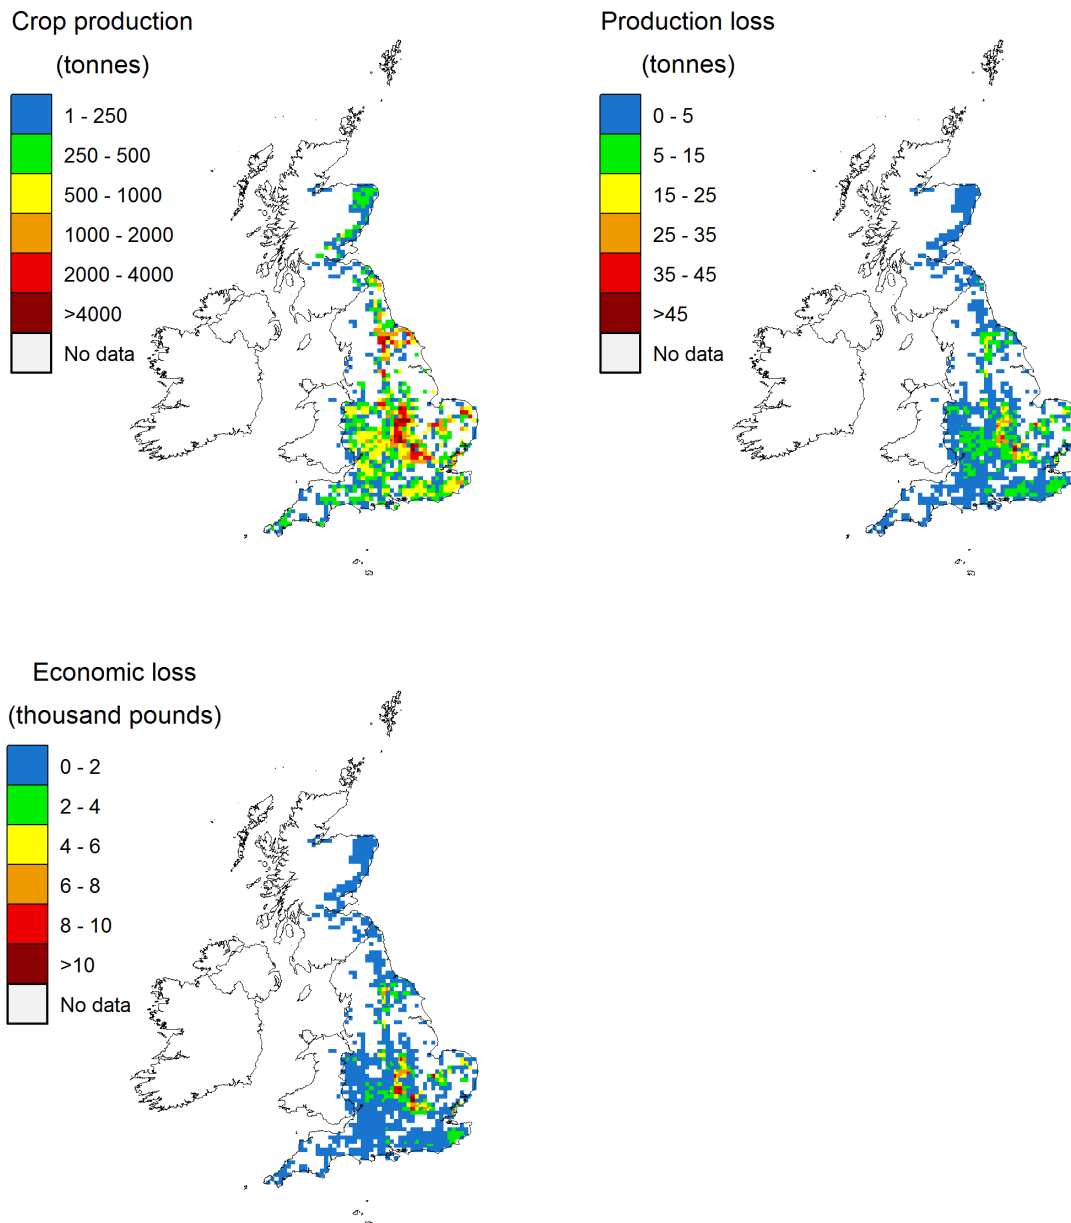 Crop production
(tonnes)
1 - 250
250 - 500
500 - 1000
1000 - 2000
2000 - 4000
>4000
No data
Production loss
(tonnes)
0 - 5
5 - 15
15 - 25
25 - 35
35 - 45
>45
No data
Economic loss
(thousand pounds)
0 - 2
2 - 4
4 - 6
6 - 8
8 - 10
>10
No data